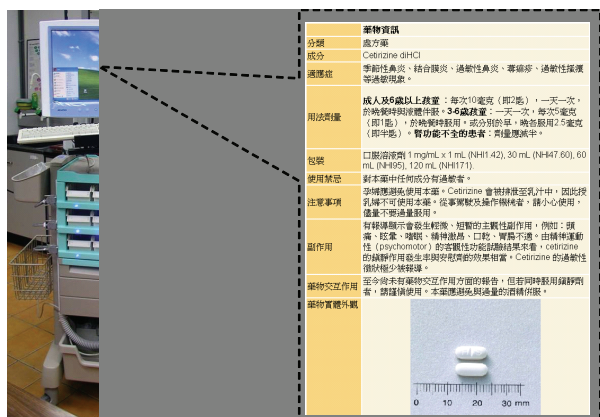 藥物資訊
分類 處方藥
成分 Cetirizine diHCl
適應症 季節性鼻炎、結合膜炎、過敏性鼻炎、蕁麻疹、過敏性搔癢
等過敏現象。
用法劑量 成人及6歲以上孩童：每次10毫克（即2匙），一天一次，
於晚餐時與液體併服。3-6歲孩童：一天一次，每次5毫克
（即1匙），於晚餐時服用，或分別於早，晚各服用2.5毫克
（即半匙）。腎功能不全的患者：劑量應減半。
包裝 口服溶液劑 1 mg/mL x 1 mL (NHI1.42), 30 mL (NHI47.60), 60
mL (NHI95), 120 mL (NHI171).
使用禁忌 對本藥中任何成分有過敏者。
注意事項 孕婦應避免使用本藥。Cetirizine 會被排泄至乳汁中，因此授
乳婦不可使用本藥。從事駕駛及操作機械者，請小心使用，
儘量不要過量服用。
副作用 有報導顯示會發生輕微、短暫的主觀性副作用，例如：頭
痛、眩暈、嗜眠、精神激昂、口乾、胃腸不適。由精神運動
性（psychomotor）的客觀性功能試驗結果來看，cetirizine
的鎮靜作用發生率與安慰劑的效果相當。Cetirizine 的過敏性
徵狀極少被報導。
藥物交互作用 至今尚未有藥物交互作用方面的報告，但若同時服用鎮靜劑
者，請謹慎使用。本藥應避免與過量的酒精併服。
藥物實體外觀
0 10 20 30 mm